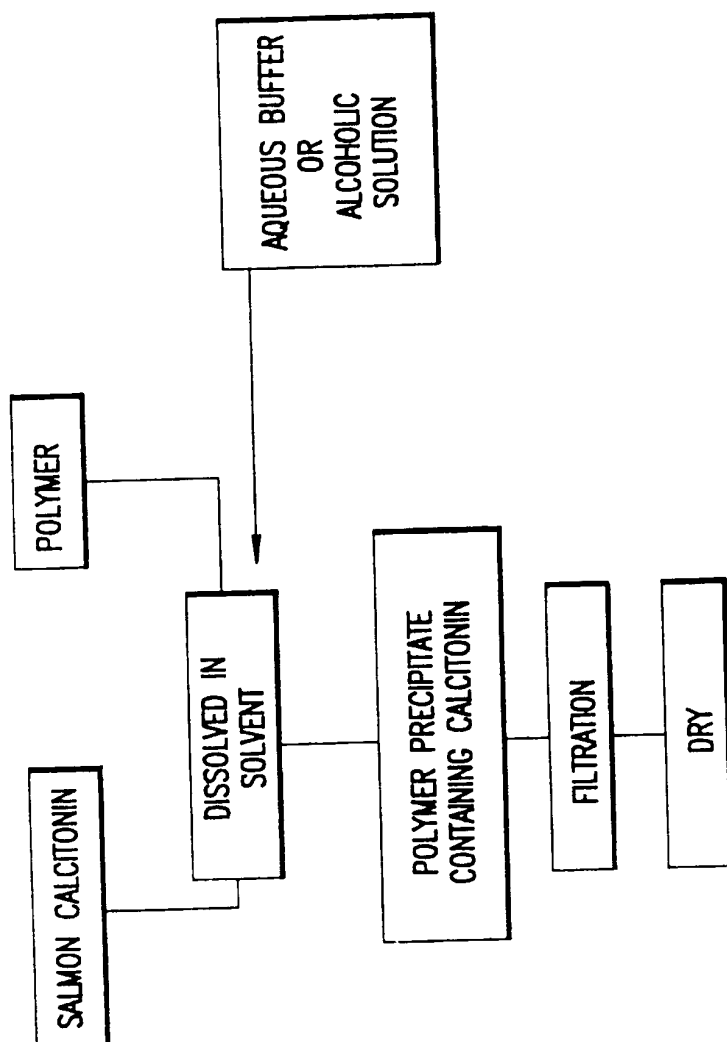 SALMON CALCITONIN
POLYMER
DISSOLVED IN
SOLVENT
AQUEOUS BUFFER
OR
ALCOHOLIC
SOLUTION
POLYMER PRECIPITATE
CONTAINING CALCITONIN
FILTRATION
DRY